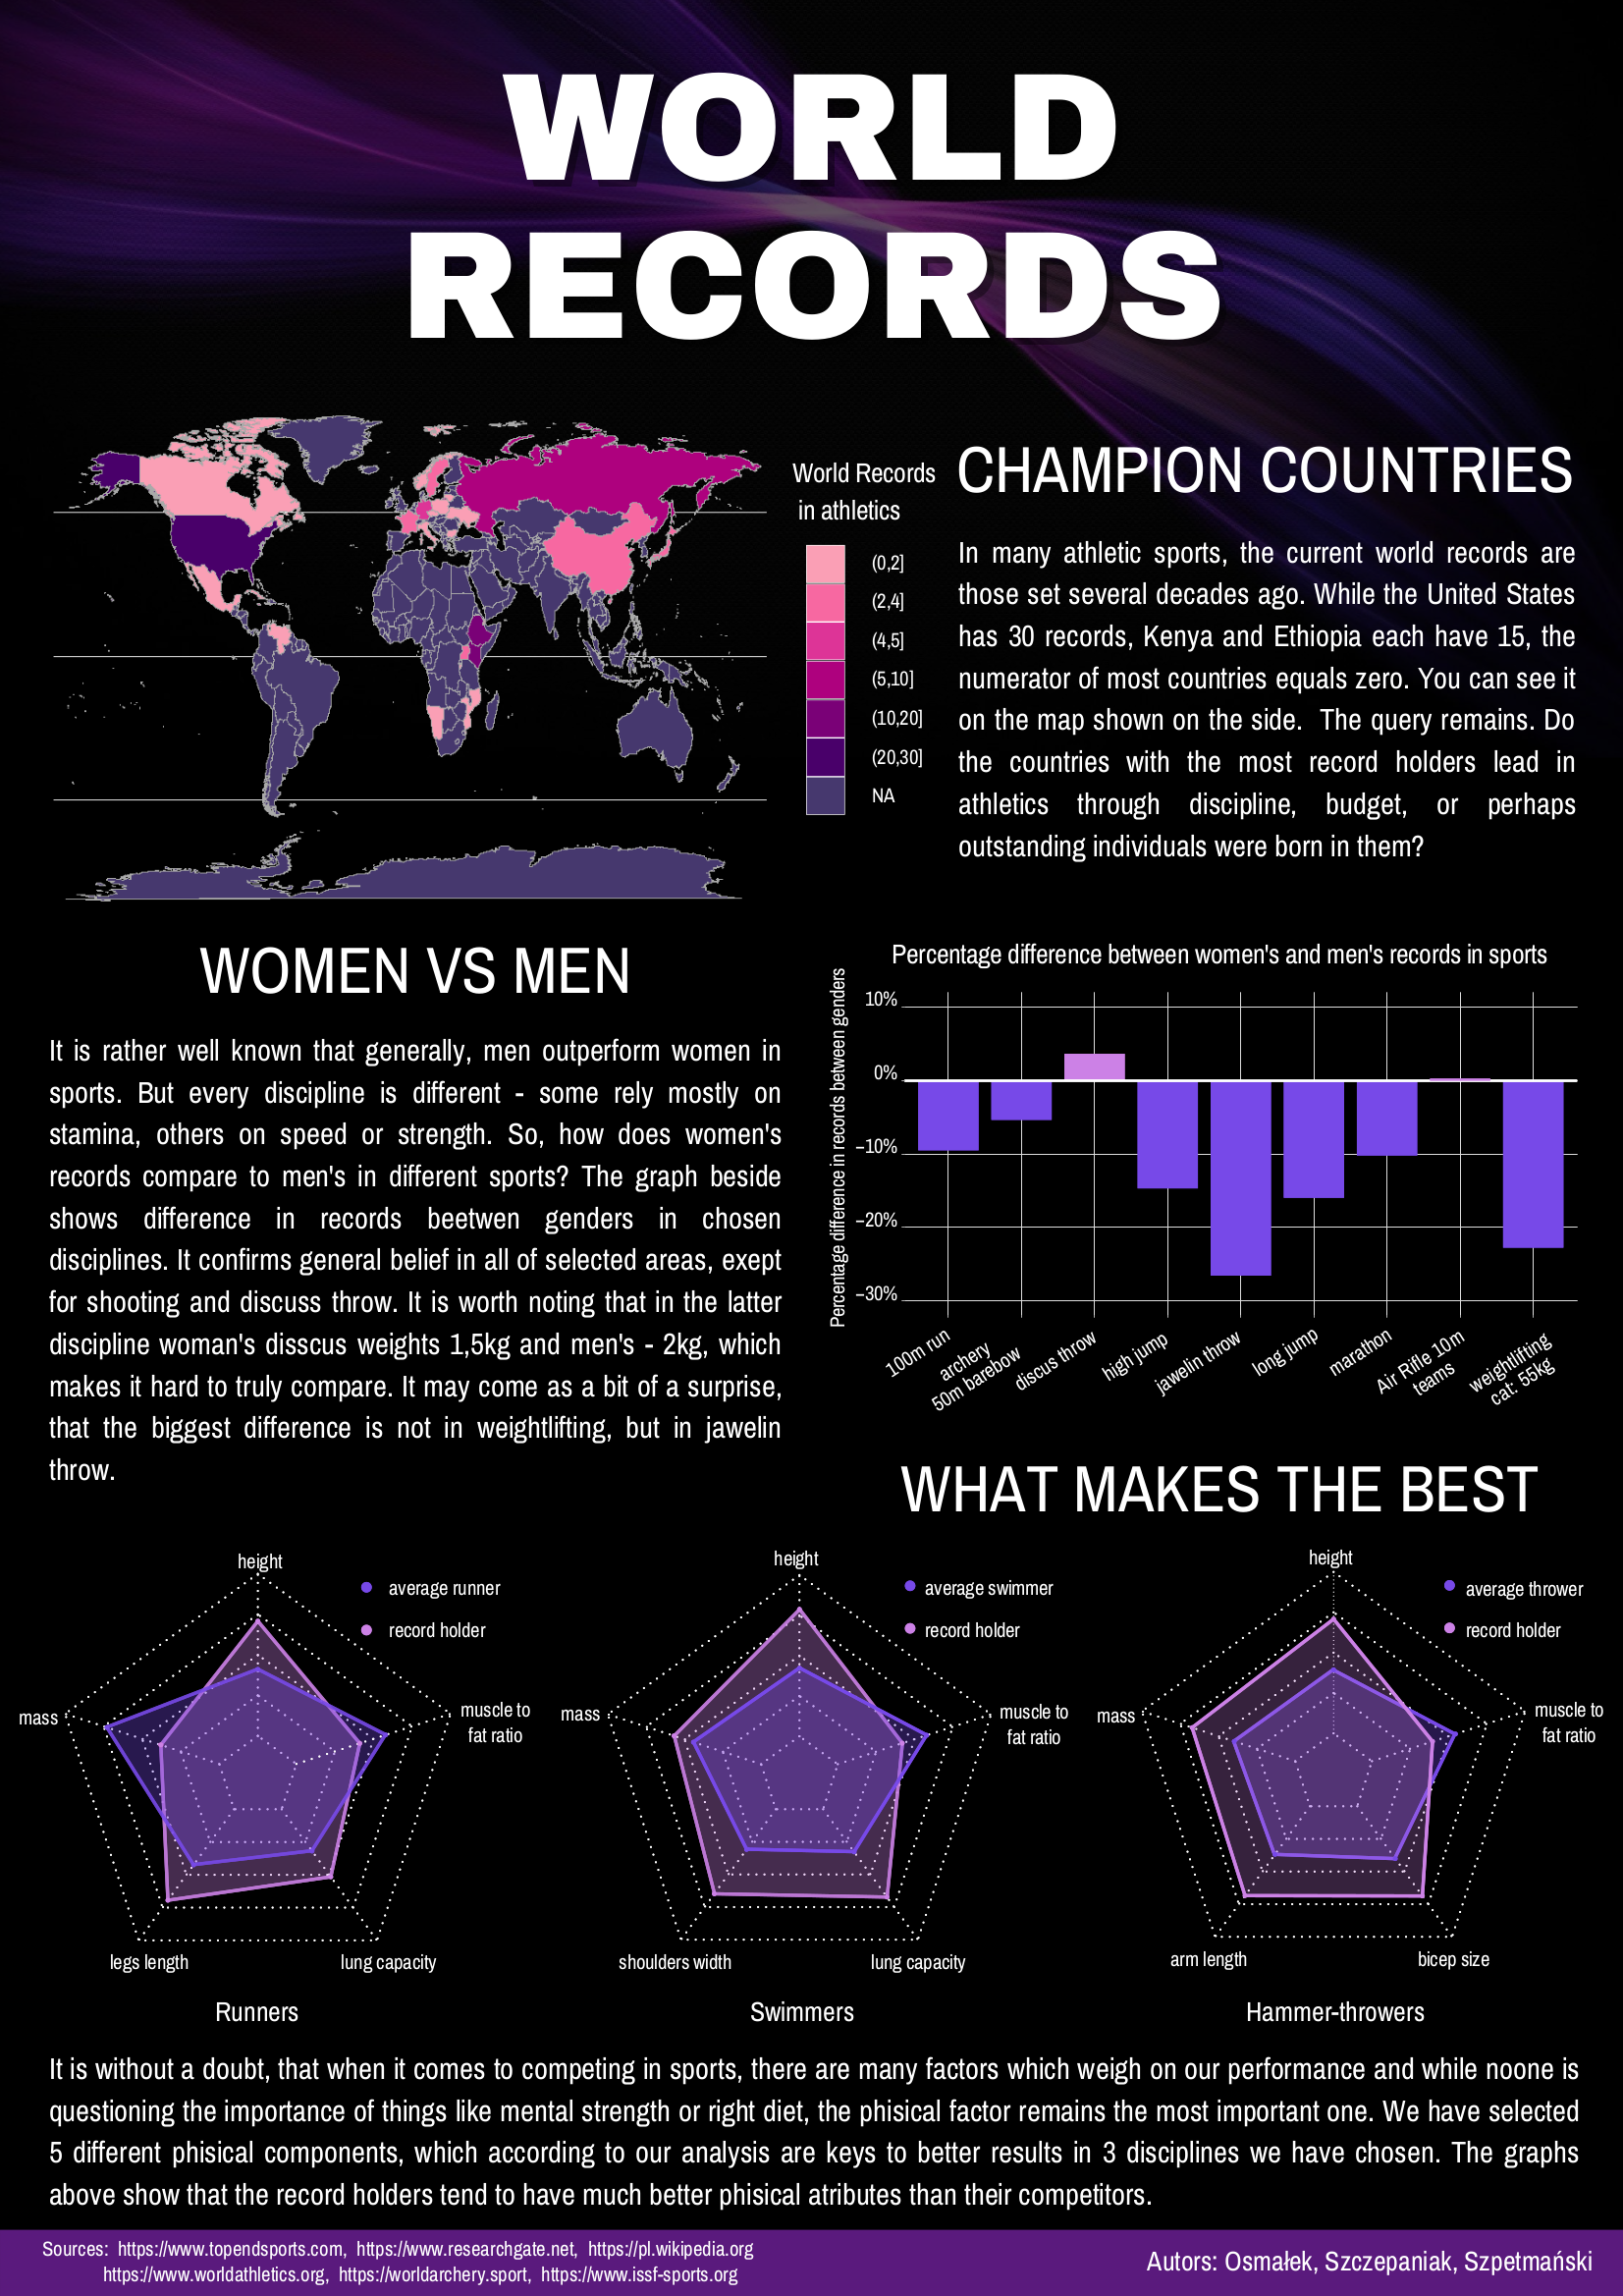 WORLD
RECORDS
World Records
in athletics
(0,2]
(2,4]
(4,5]
(5,10]
(10,20]
(20,30]
NA
CHAMPION COUNTRIES
In many athletic sports, the current world records are
those set several decades ago. While the United States
has 30 records, Kenya and Ethiopia each have 15, the
numerator of most countries equals zero. You can see it
on the map shown on the side. The query remains. Do
the countries with the most record holders lead in
athletics through discipline, budget, or perhaps
outstanding individuals were born in them?
WOMEN VS MEN
It is rather well known that generally, men outperform women in
sports. But every discipline is different - some rely mostly on
stamina, others on speed or strength. So, how does women's
records compare to men's in different sports? The graph beside
shows difference in records beetwen genders in chosen
disciplines. It confirms general belief in all of selected areas, exept
for shooting and discuss throw. It is worth noting that in the latter
discipline woman's disscus weights 1,5kg and men's - 2kg, which
makes it hard to truly compare. It may come as a bit of a surprise,
that the biggest difference is not in weightlifting, but in jawelin
throw.
Percentage difference between women's and men's records in sports
Percentage difference in records between genders
10%
0%
−10%
−20%
−30%
100m run
archery
50m barebow
discus throw
high jump
jawelin throw
long jump
marathon
Air Rifle 10m
teams
weightlifting
cat: 55kg
WHAT MAKES THE BEST
height
average runner
record holder
mass
muscle to
fat ratio
legs length
lung capacity
Runners
height
average swimmer
record holder
mass
muscle to
fat ratio
shoulders width
lung capacity
Swimmers
height
average thrower
record holder
mass
muscle to
fat ratio
arm length
bicep size
Hammer-throwers
It is without a doubt, that when it comes to competing in sports, there are many factors which weigh on our performance and while noone is
questioning the importance of things like mental strength or right diet, the phisical factor remains the most important one. We have selected
5 different phisical components, which according to our analysis are keys to better results in 3 disciplines we have chosen. The graphs
above show that the record holders tend to have much better phisical atributes than their competitors.
Sources: https://www.topendsports.com, https://www.researchgate.net, https://pl.wikipedia.org
https://www.worldathletics.org, https://worldarchery.sport, https://www.issf-sports.org
Autors: Osmałek, Szczepaniak, Szpetmański